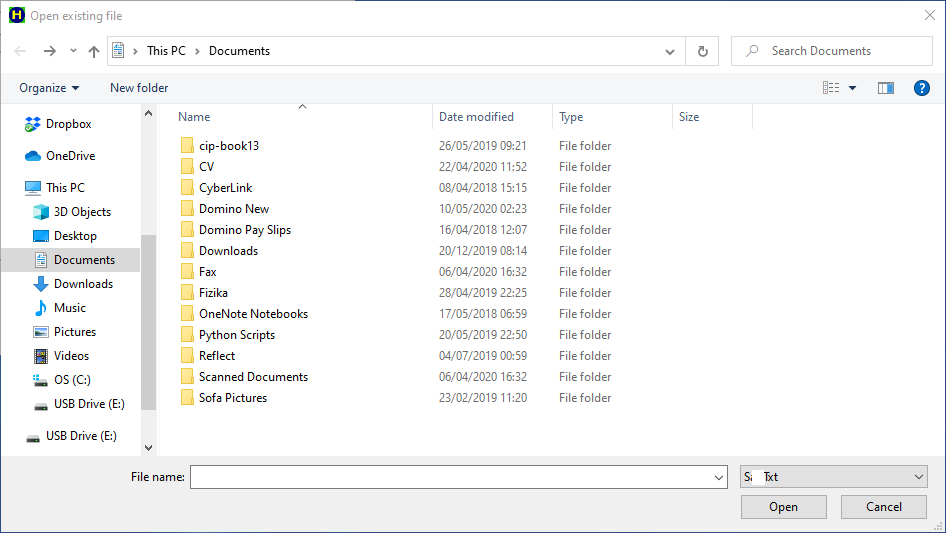 Open existing file
This PC > Documents
Search Documents
Organize
New folder
Name Date modified Type Size
Dropbox
OneDrive
This PC
3D Objects
Desktop
Documents
Downloads
Music
Pictures
Videos
OS (C:)
USB Drive (E:)
USB Drive (E:)
cip-book13 26/05/2019 09:21 File folder
CV 22/04/2020 11:52 File folder
CyberLink 08/04/2018 15:15 File folder
Domino New 10/05/2020 02:23 File folder
Domino Pay Slips 16/04/2018 12:07 File folder
Downloads 20/12/2019 08:14 File folder
Fax 06/04/2020 16:32 File folder
Fizika 28/04/2019 22:25 File folder
OneNote Notebooks 17/05/2018 06:59 File folder
Python Scripts 20/05/2019 22:50 File folder
Reflect 04/07/2019 00:59 File folder
Scanned Documents 06/04/2020 16:32 File folder
Sofa Pictures 23/02/2019 11:20 File folder
File name:
Open
Cancel